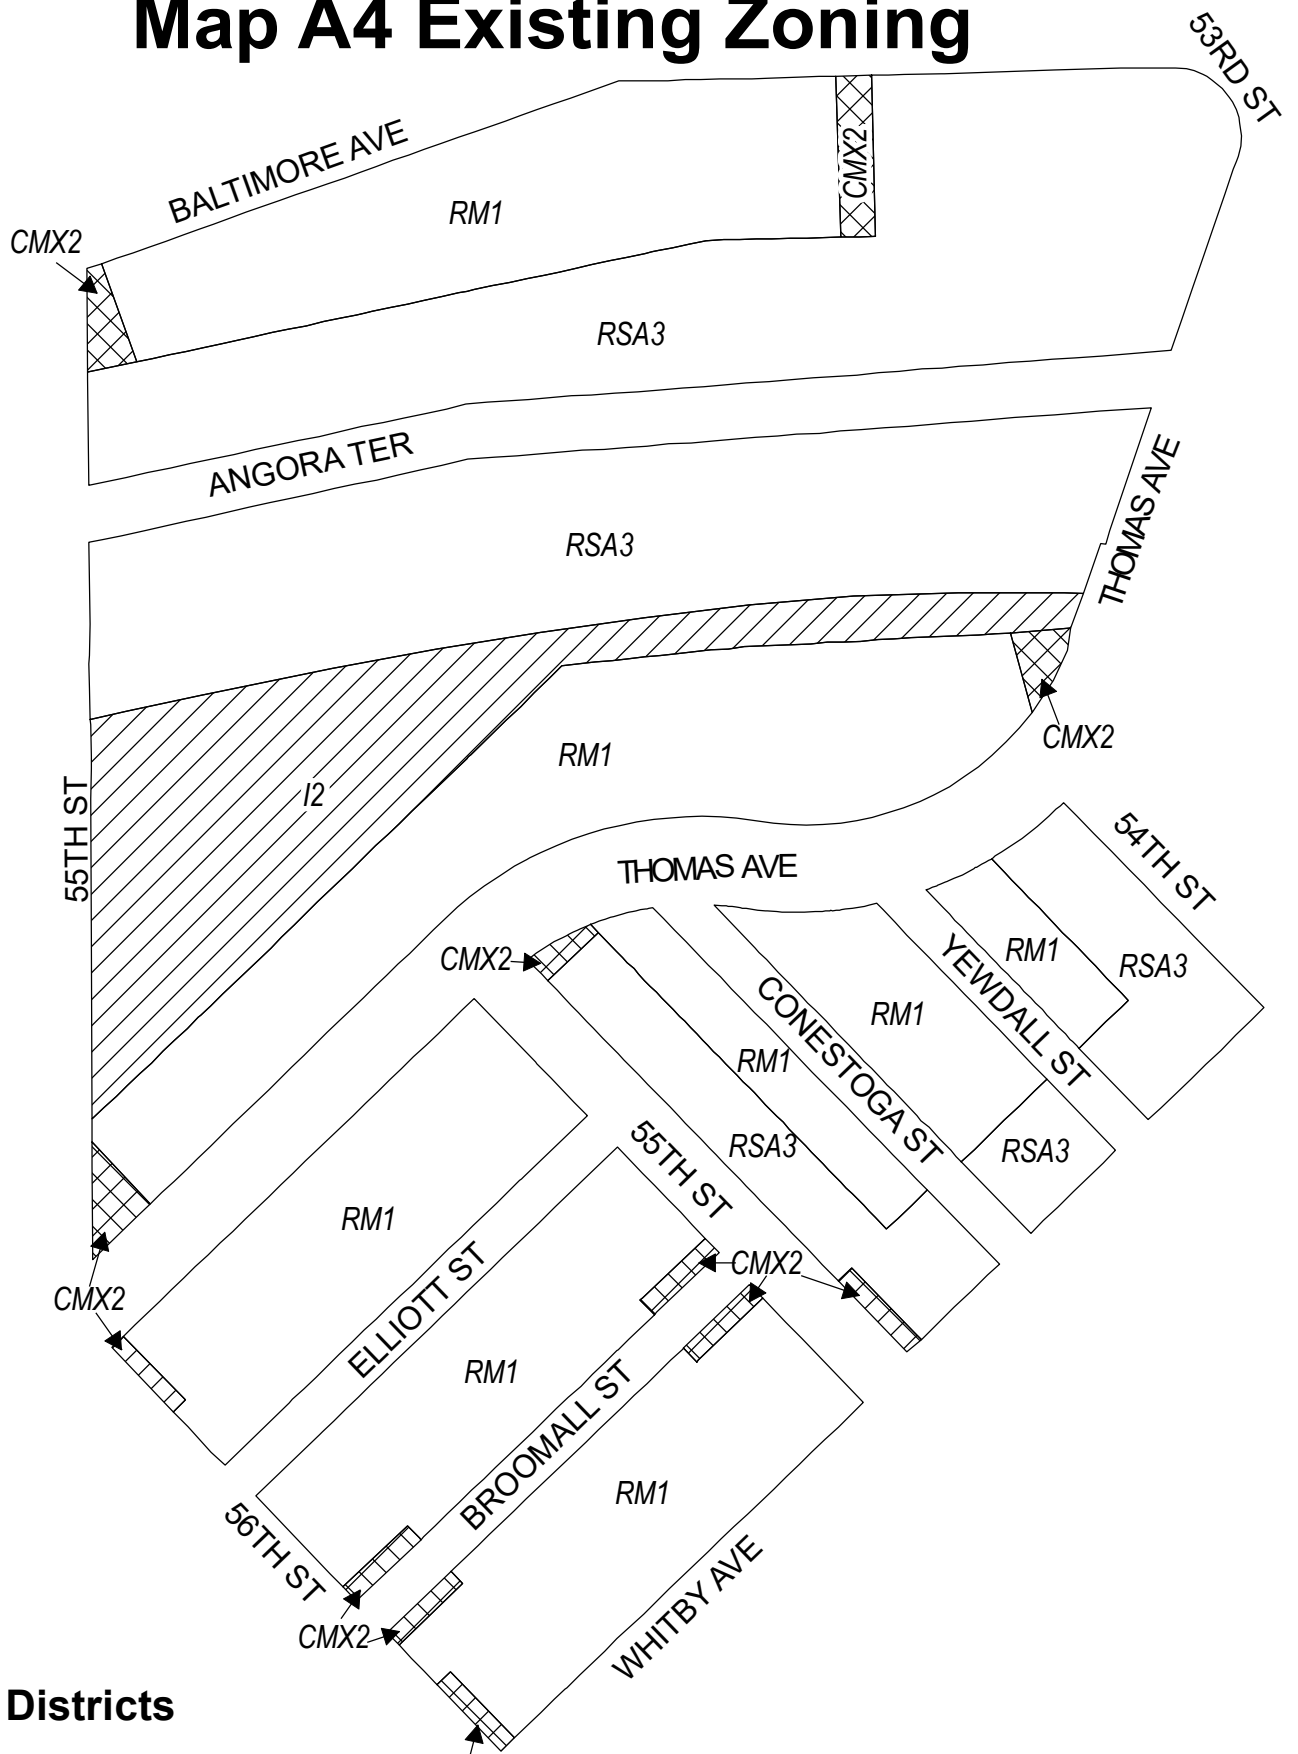 Map A4 Existing Zoning
53RD ST
BALTIMORE AVE
CMX2
RM1
CMX2
RSA3
ANGORA TER
THOMAS AVE
RSA3
CMX2
RM1
I2
55TH ST
THOMAS AVE
54TH ST
CMX2
RM1
YEWDALL ST
RSA3
RM1
CONESTOGA ST
RM1
RSA3
RSA3
55TH ST
RM1
ELLIOTT ST
CMX2
CMX2
RM1
BROOMALL ST
RM1
56TH ST
WHITBY AVE
CMX2
Districts